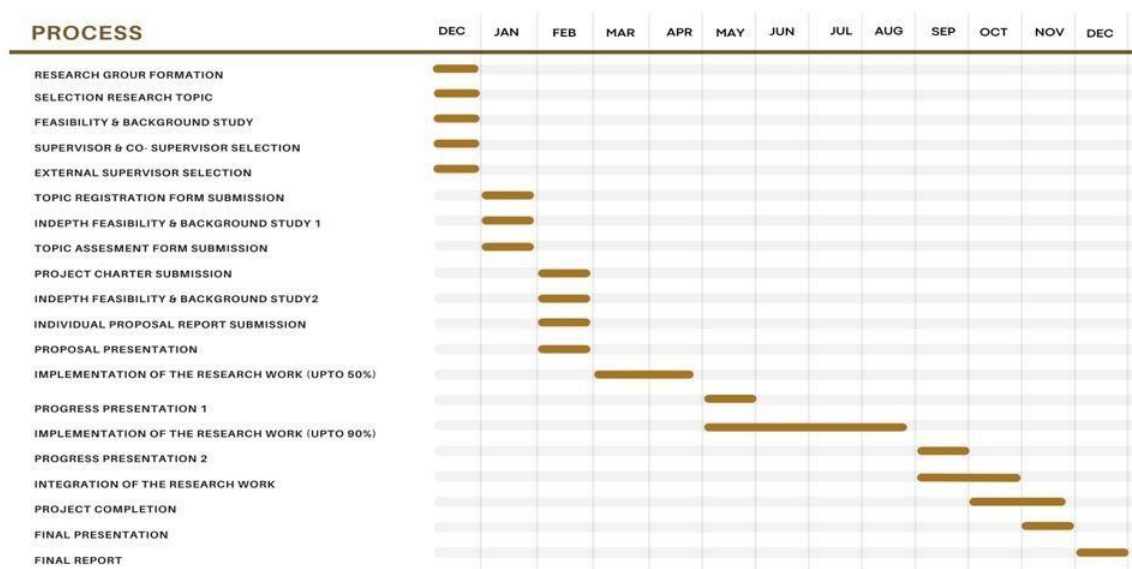 PROCESS DEC JAN FEB MAR APR MAY JUN JUL AUG SEP OCT NOV DEC
RESEARCH GROUR FORMATION
SELECTION RESEARCH TOPIC
FEASIBILITY & BACKGROUND STUDY
SUPERVISOR & CO- SUPERVISOR SELECTION
EXTERNAL SUPERVISOR SELECTION
TOPIC REGISTRATION FORM SUBMISSION
INDEPTH FEASIBILITY & BACKGROUND STUDY 1
TOPIC ASSESMENT FORM SUBMISSION
PROJECT CHARTER SUBMISSION
INDEPTH FEASIBILITY & BACKGROUND STUDY2
INDIVIDUAL PROPOSAL REPORT SUBMISSION
PROPOSAL PRESENTATION
IMPLEMENTATION OF THE RESEARCH WORK (UPTO 50%)
PROGRESS PRESENTATION 1
IMPLEMENTATION OF THE RESEARCH WORK (UPTO 90%)
PROGRESS PRESENTATION 2
INTEGRATION OF THE RESEARCH WORK
PROJECT COMPLETION
FINAL PRESENTATION
FINAL REPORT